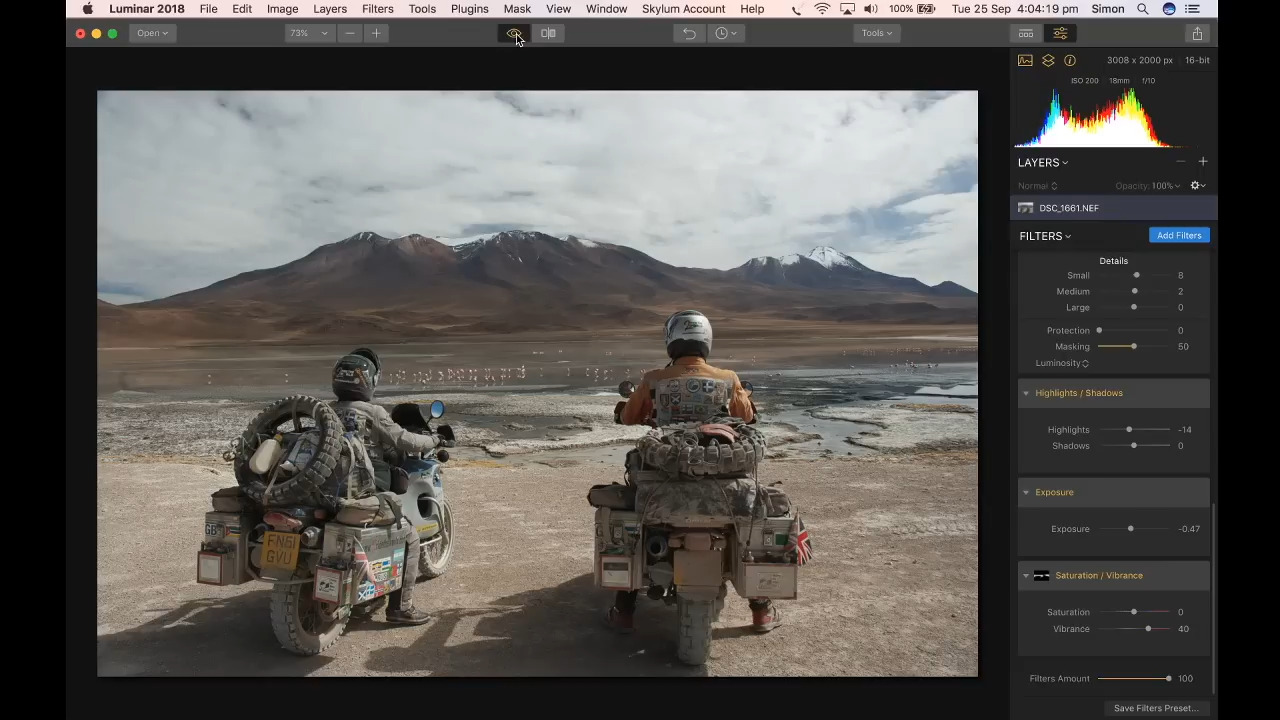 Luminar 2018 File Edit Image Layers Filters Tools Plugins Mask View Window Skylum Account Help 100% Tue 25 Sep 4:04:19 pm Simon
Open 73% Tools
3008 x 2000 px 16-bit
ISO 200 18mm f/10
LAYERS
Normal Opacity: 100%
DSC_1661.NEF
FILTERS Add Filters
Details
Small 8
Medium 2
Large 0
Protection 0
Masking 50
Luminosity
Highlights / Shadows
Highlights -14
Shadows 0
Exposure
Exposure -0.47
Saturation / Vibrance
Saturation 0
Vibrance 40
Filters Amount 100
Save Filters Preset...
GB
FN51
GVU